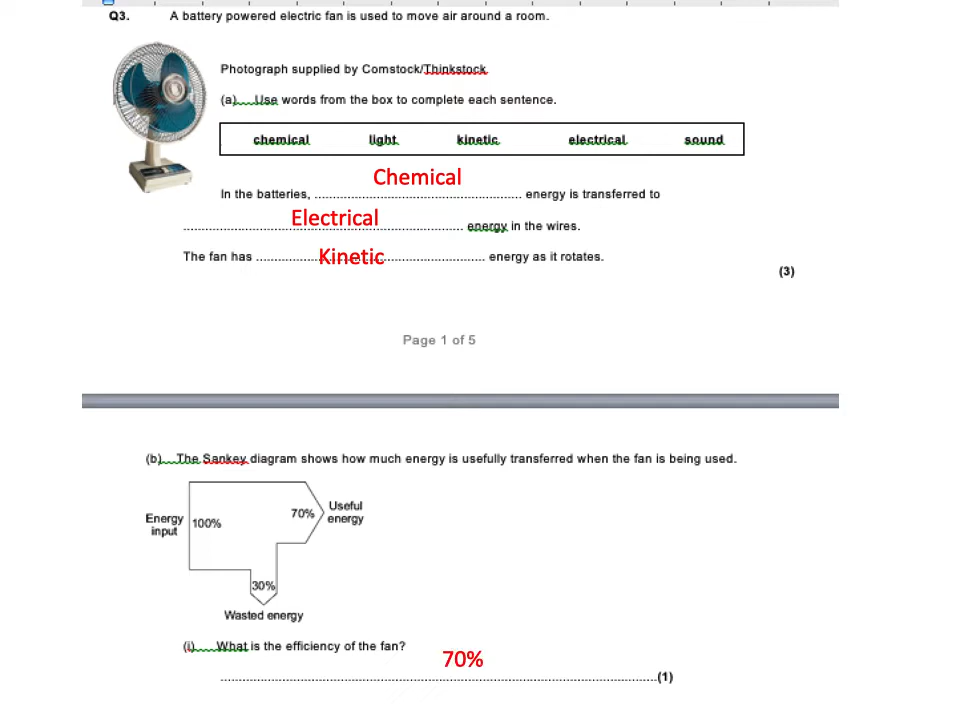 Q3. A battery powered electric fan is used to move air around a room.
Photograph supplied by Comstock/Thinkstock
(a) Use words from the box to complete each sentence.
chemical light kinetic electrical sound
Chemical
In the batteries, ........................................................ energy is transferred to
Electrical
............................................................................ energy in the wires.
The fan has .................Kinetic........................... energy as it rotates.
(3)
Page 1 of 5
(b) The Sankey diagram shows how much energy is usefully transferred when the fan is being used.
Energy input
100%
70%
Useful energy
30%
Wasted energy
(i) What is the efficiency of the fan?
70%
......................................................................................................................(1)